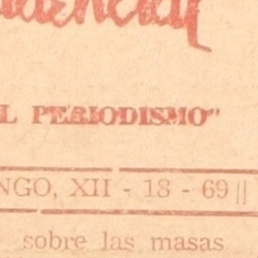 L PERIODISMO"
NGO, XII - 18 - 69 ||
sobre las masas